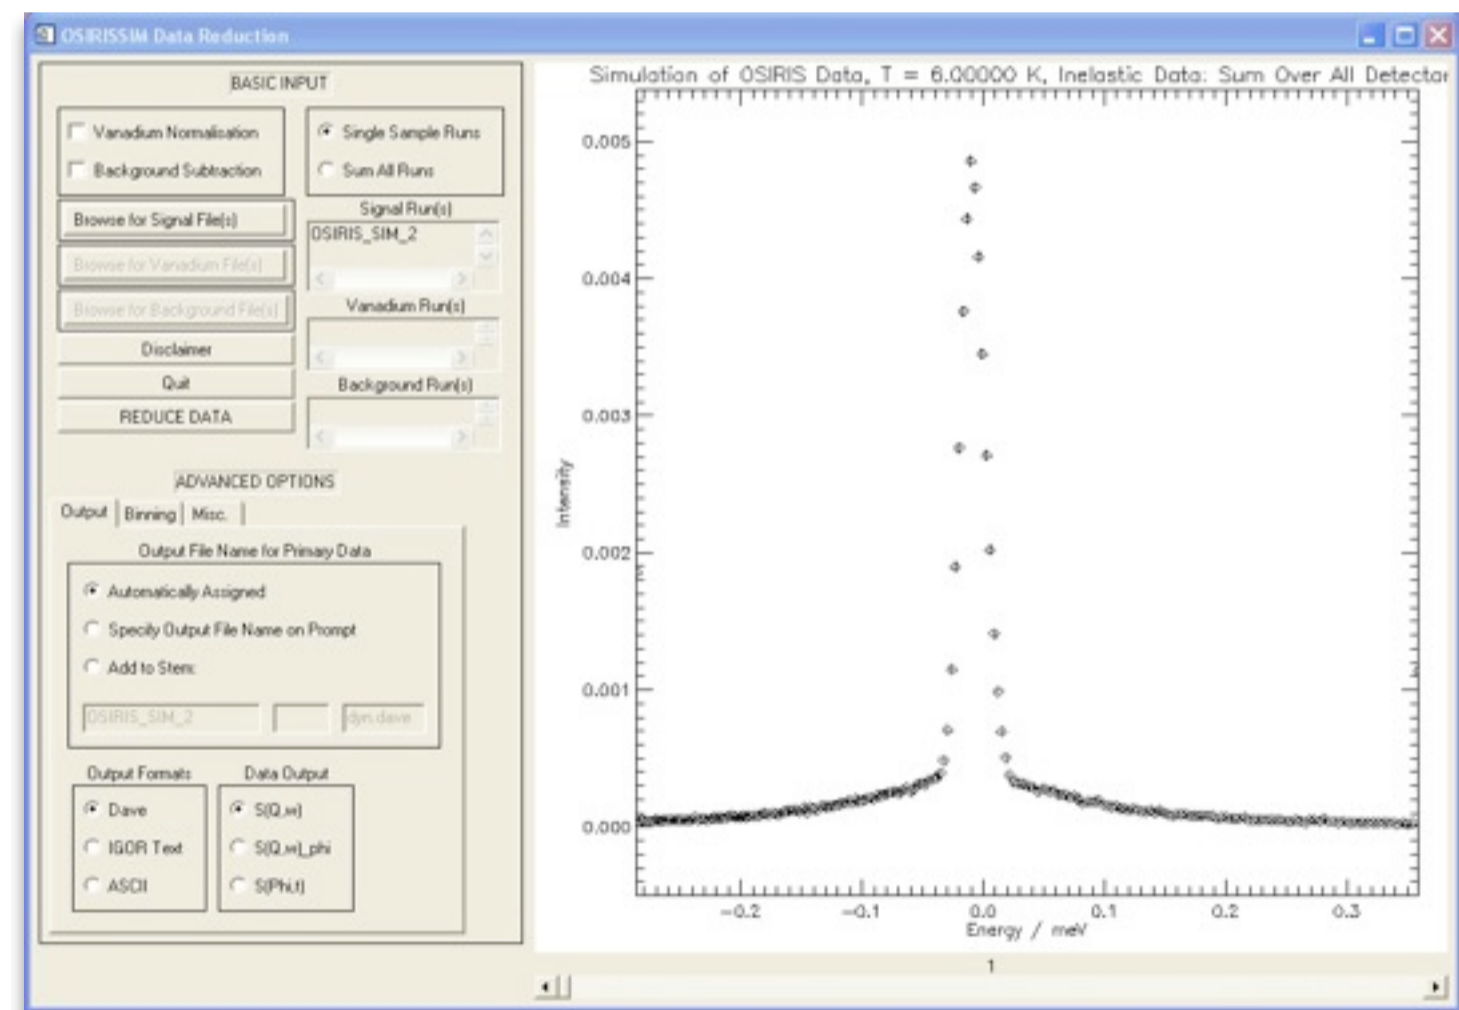 OSIRISSIM Data Reduction
BASIC INPUT
Vanadium Normalisation
Background Subtraction
Single Sample Runs
Sum All Runs
Browse for Signal File(s)
Browse for Vanadium File(s)
Browse for Background File(s)
Disclaimer
Quit
REDUCE DATA
Signal Run(s)
OSIRIS_SIM_2
Vanadium Run(s)
Background Run(s)
ADVANCED OPTIONS
Output Binning Misc.
Output File Name for Primary Data
Automatically Assigned
Specify Output File Name on Prompt
Add to Stem:
OSIRIS_SIM_2 dyn.dave
Output Formats
Dave
IGOR Text
ASCII
Data Output
S(Q,w)
S(Q,w)_phi
S(Phi,t)
Simulation of OSIRIS Data, T = 6.00000 K, Inelastic Data: Sum Over All Detector
0.005
0.004
0.003
0.002
0.001
0.000
Intensity
-0.2 -0.1 0.0 0.1 0.2 0.3
Energy / meV
1